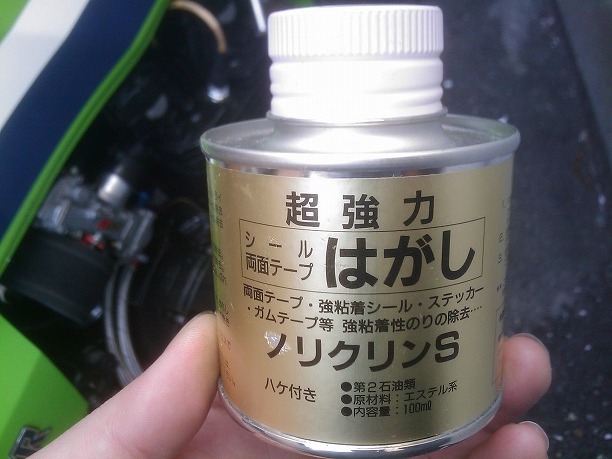 超強力
シール
両面テープ
はがし
両面テープ・強粘着シール・ステッカー
・ガムテープ等 強粘着性のりの除去‥‥
ノリクリンS
ハケ付き
●第2石油類
●原材料：エステル系
●内容量：100mℓ